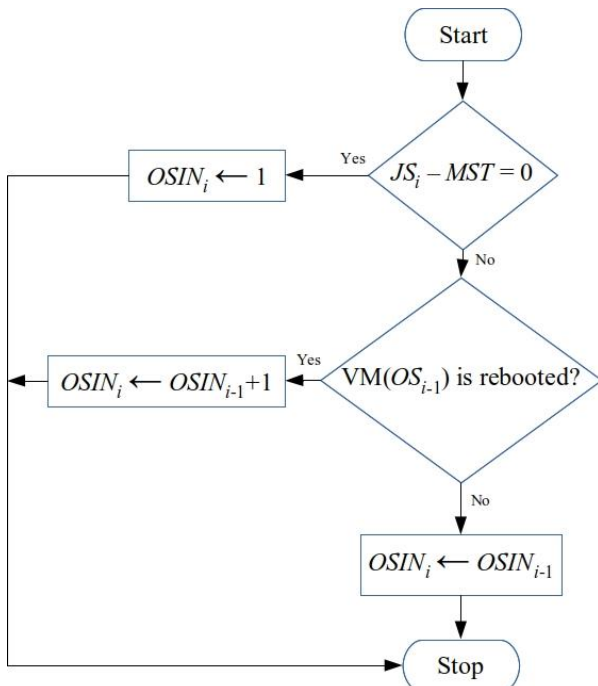 Start
JSᵢ – MST = 0
Yes
OSINᵢ ← 1
No
VM(OSᵢ₋₁) is rebooted?
Yes
OSINᵢ ← OSINᵢ₋₁+1
No
OSINᵢ ← OSINᵢ₋₁
Stop